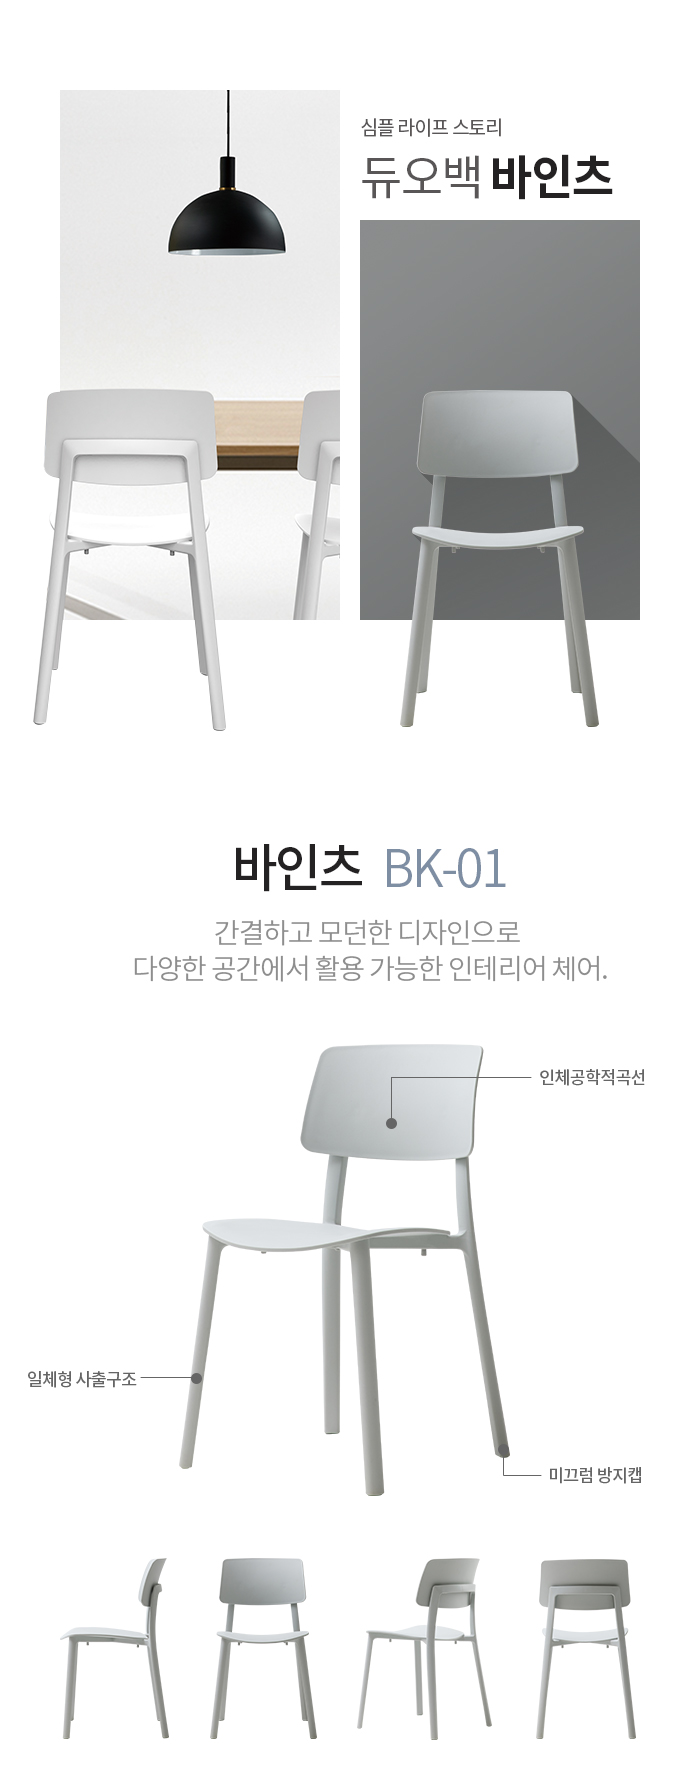 심플 라이프 스토리
듀오백 바인츠
바인츠 BK-01
간결하고 모던한 디자인으로
다양한 공간에서 활용 가능한 인테리어 체어.
인체공학적곡선
일체형 사출구조
미끄럼 방지캡